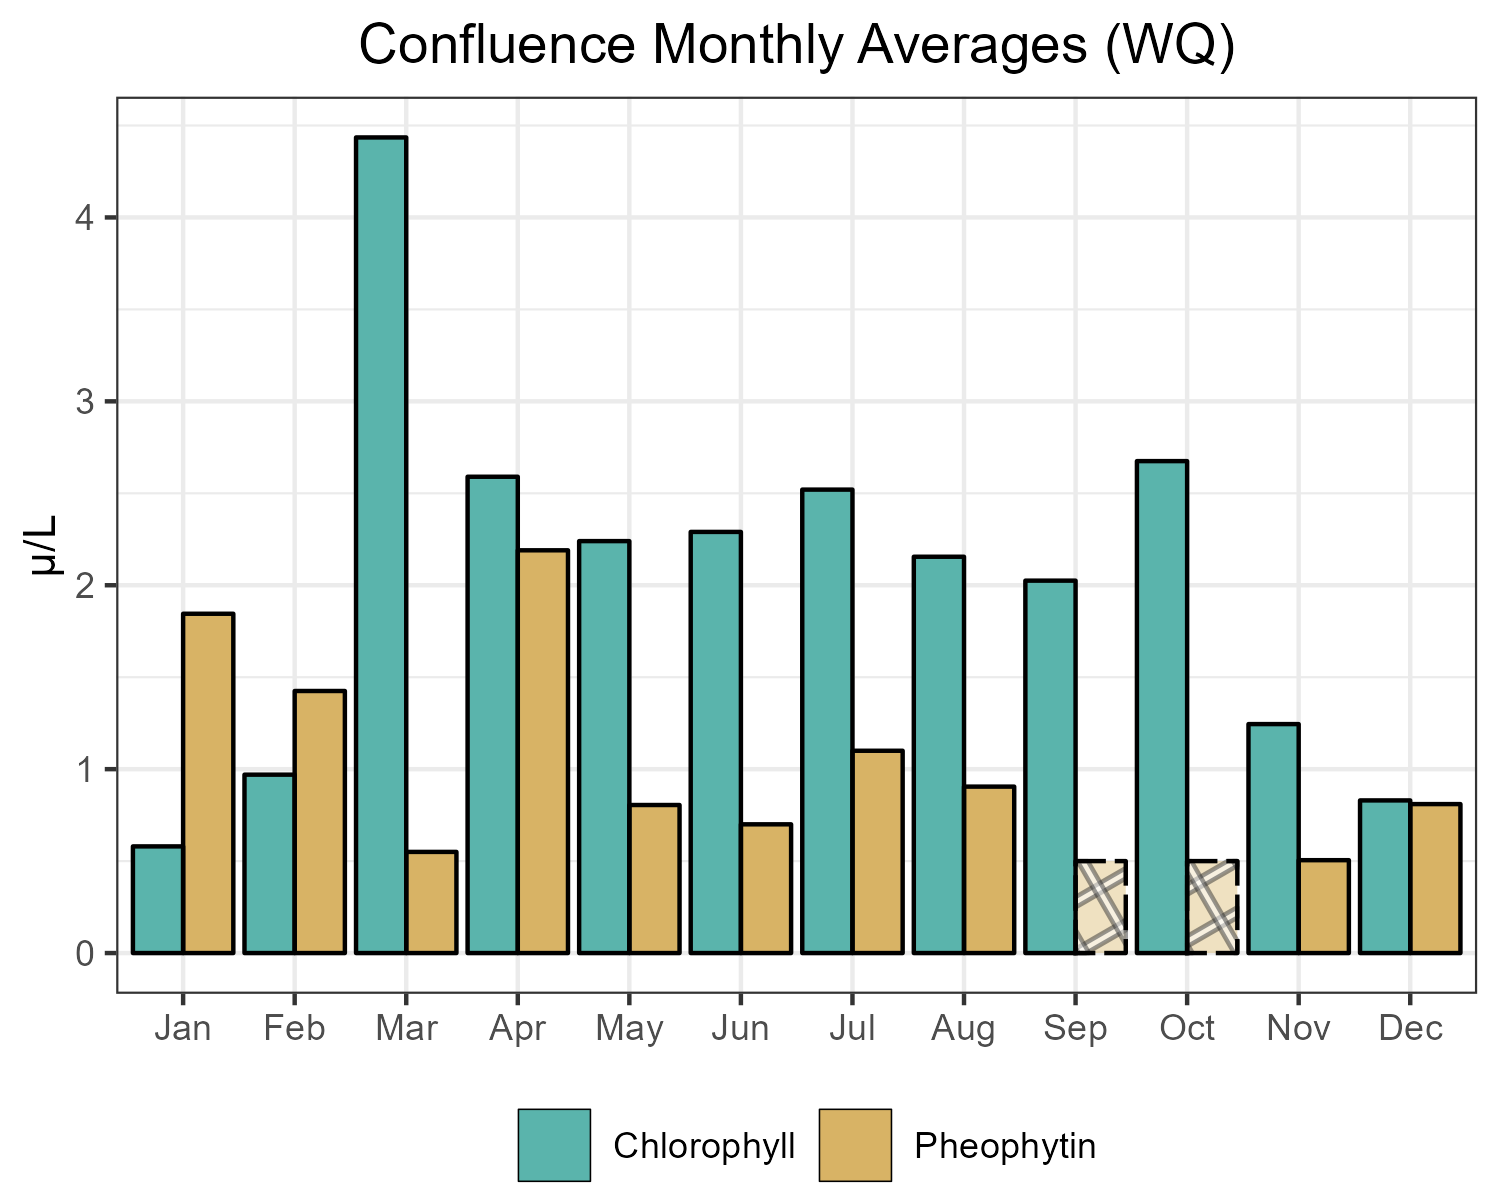 Confluence Monthly Averages (WQ)
μ/L
4
3
2
1
0
Jan Feb Mar Apr May Jun Jul Aug Sep Oct Nov Dec
Chlorophyll Pheophytin